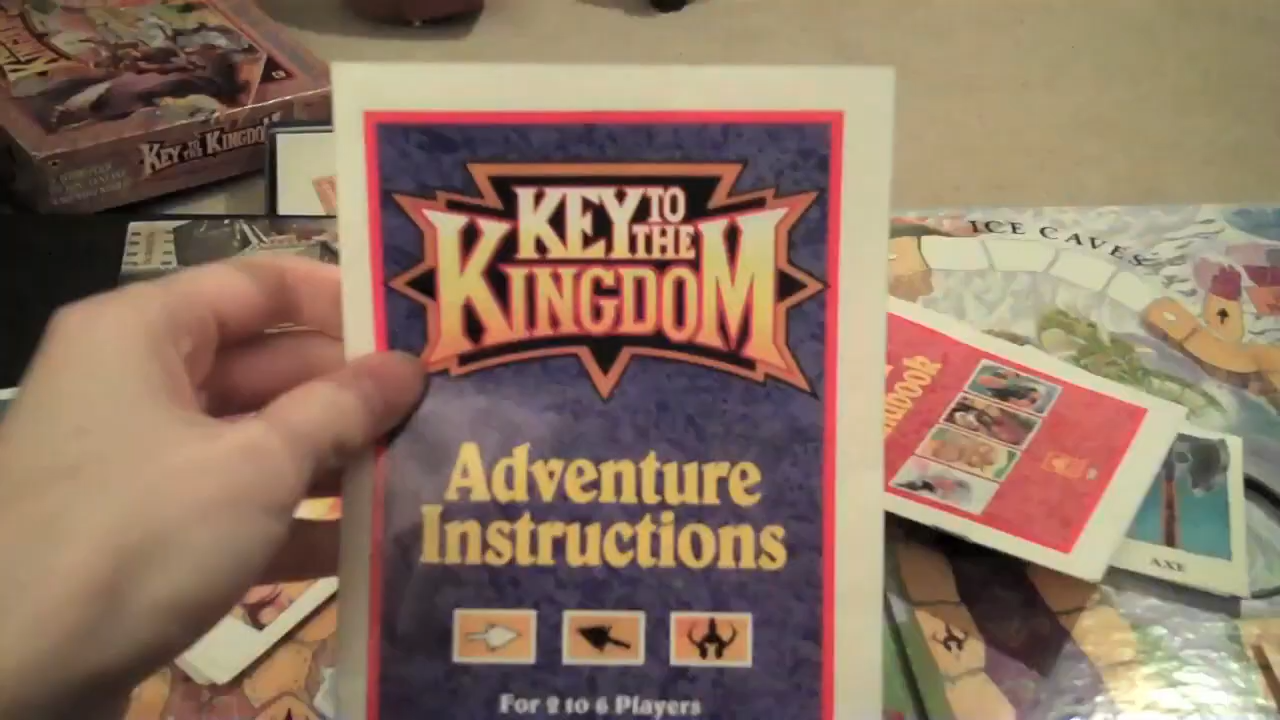 KEY TO THE KINGDOM
KEY TO THE
KINGDOM
Adventure
Instructions
For 2 to 6 Players
ICE CAVES
AXE